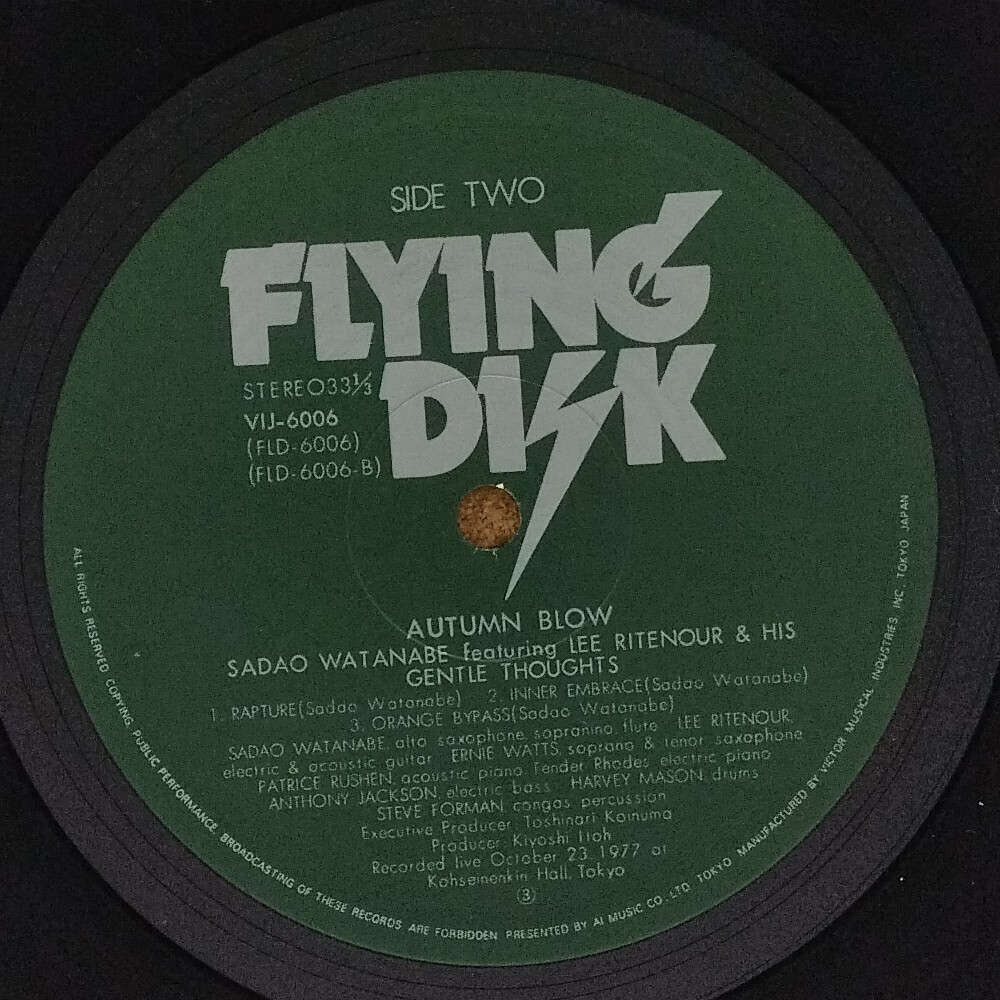 SIDE TWO
FLYING
DISK
STEREO33⅓
VIJ-6006
(FLD-6006)
(FLD-6006-B)
AUTUMN BLOW
SADAO WATANABE featuring LEE RITENOUR & HIS
GENTLE THOUGHTS
1. RAPTURE(Sadao Watanabe) 2. INNER EMBRACE(Sadao Watanabe)
3. ORANGE BYPASS(Sadao Watanabe)
SADAO WATANABE, alto saxophone, sopranino, flute LEE RITENOUR,
electric & acoustic guitar ERNIE WATTS, soprano & tenor saxophone
PATRICE RUSHEN, acoustic piano, Fender Rhodes electric piano
ANTHONY JACKSON, electric bass HARVEY MASON, drums
STEVE FORMAN, congas, percussion
Executive Producer: Toshinari Koinuma
Producer: Kiyoshi Itoh
Recorded live October 23, 1977 at
Kohseinenkin Hall, Tokyo
③
ALL RIGHTS RESERVED COPYING, PUBLIC PERFORMANCE, BROADCASTING OF THESE RECORDS ARE FORBIDDEN PRESENTED BY AI MUSIC CO., LTD. TOKYO MANUFACTURED BY VICTOR MUSICAL INDUSTRIES INC. TOKYO JAPAN